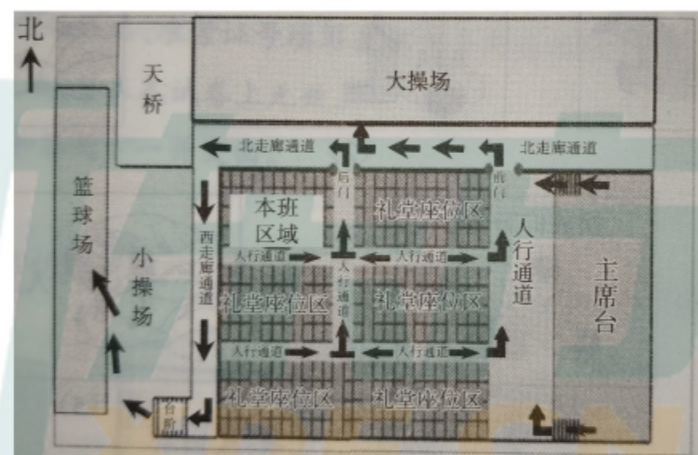 北
天桥
大操场
北走廊通道
北走廊通道
后门
前门
篮球场
小操场
西走廊通道
本班
区域
礼堂座位区
人行通道
人行通道
人行通道
人行通道
主席台
礼堂座位区
礼堂座位区
人行通道
人行通道
礼堂座位区
礼堂座位区
台阶